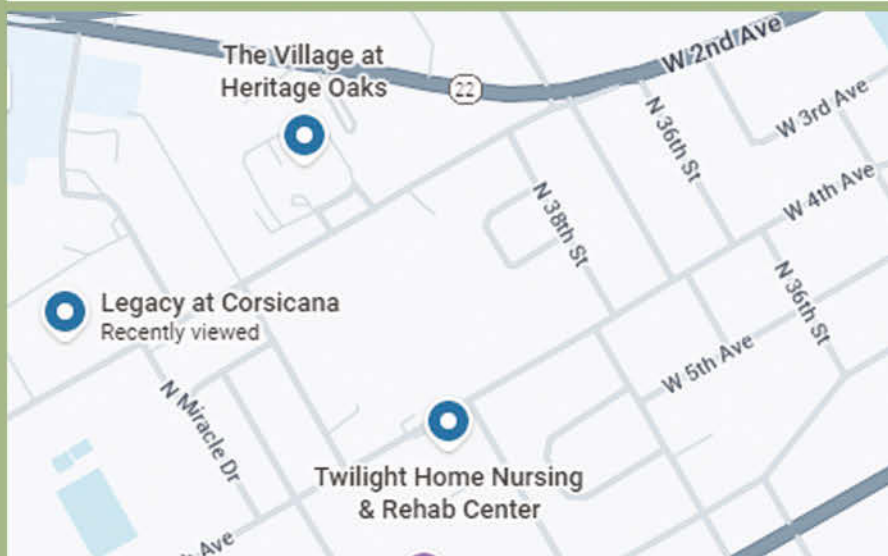 The Village at
Heritage Oaks
22
W 2nd Ave
W 3rd Ave
N 36th St
W 4th Ave
N 38th St
N 36th St
Legacy at Corsicana
Recently viewed
W 5th Ave
N Miracle Dr
Twilight Home Nursing
& Rehab Center
Ave